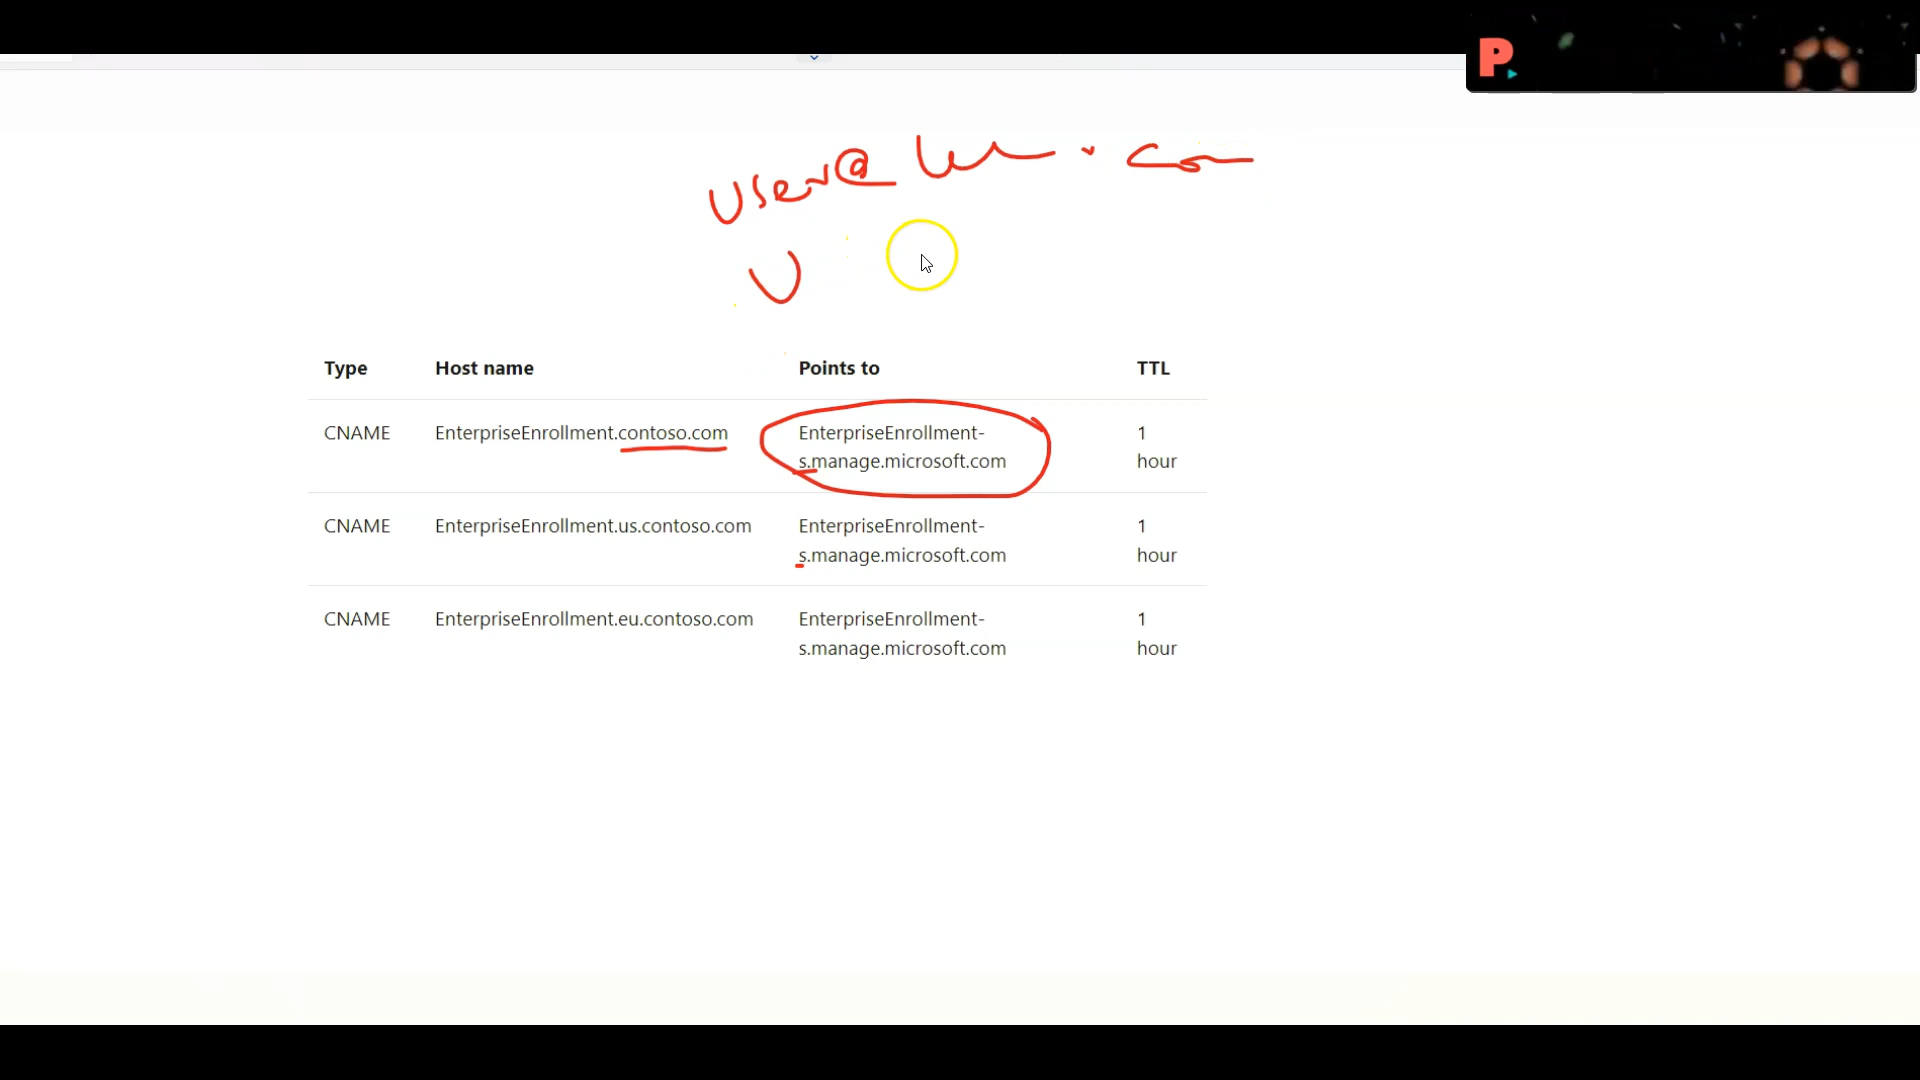 P
User@ . com
U
Type Host name Points to TTL
CNAME EnterpriseEnrollment.contoso.com EnterpriseEnrollment- 1
s.manage.microsoft.com hour
CNAME EnterpriseEnrollment.us.contoso.com EnterpriseEnrollment- 1
s.manage.microsoft.com hour
CNAME EnterpriseEnrollment.eu.contoso.com EnterpriseEnrollment- 1
s.manage.microsoft.com hour